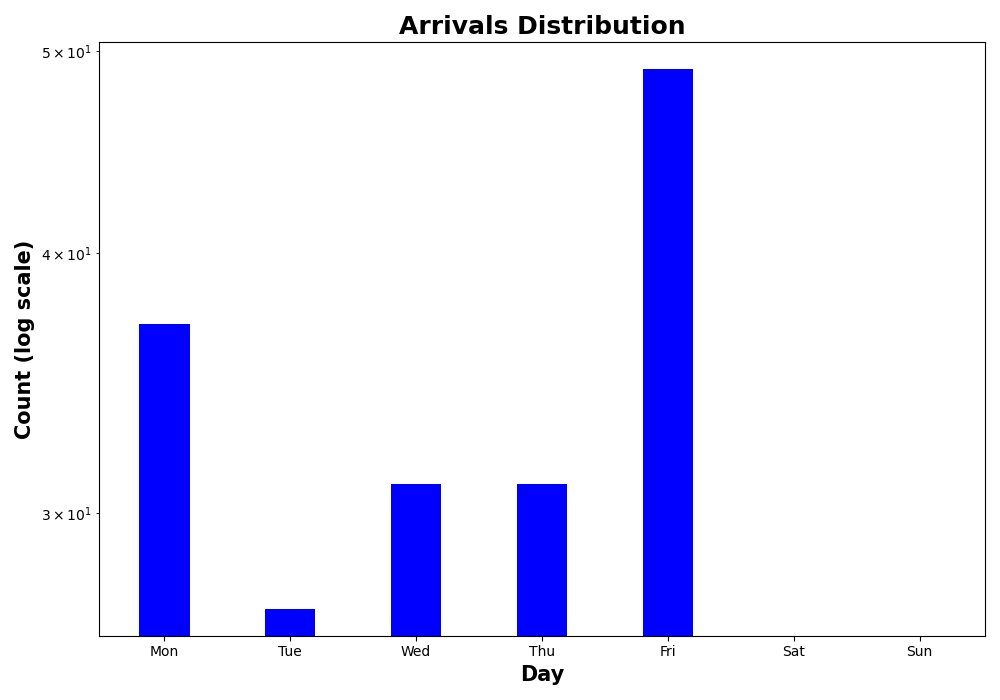 Arrivals Distribution
5 × 10¹
4 × 10¹
3 × 10¹
Count (log scale)
Mon Tue Wed Thu Fri Sat Sun
Day